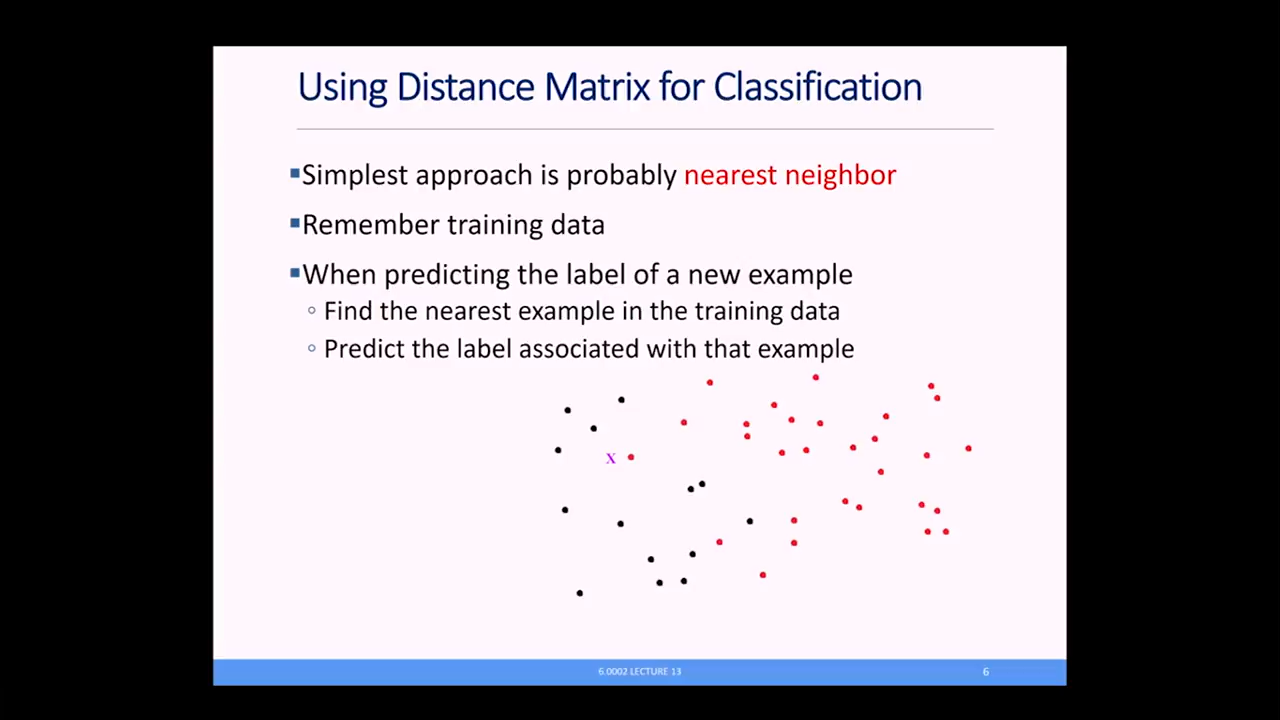 Using Distance Matrix for Classification
▪Simplest approach is probably nearest neighbor
▪Remember training data
▪When predicting the label of a new example
◦ Find the nearest example in the training data
◦ Predict the label associated with that example
X
6.0002 LECTURE 13
6